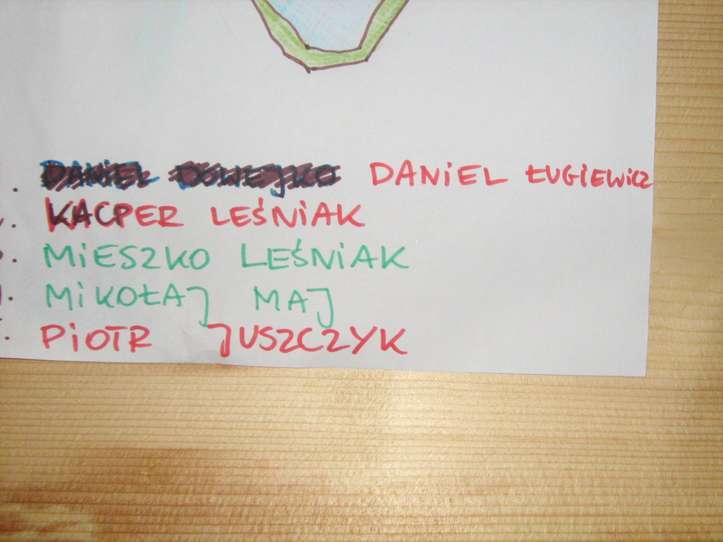 . DANiEL ŁUGIEWicz
. KACPER LEŚNiAK
. MiESZKO LEŚNiAK
. MiKOŁAJ MAJ
. PiOTR JUSZCZYK